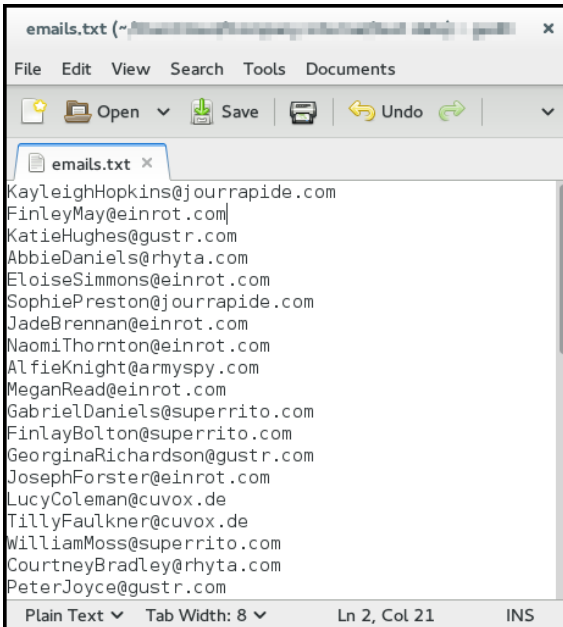 emails.txt (~
File Edit View Search Tools Documents
Open Save Undo
emails.txt
KayleighHopkins@jourrapide.com
FinleyMay@einrot.com
KatieHughes@gustr.com
AbbieDaniels@rhyta.com
EloiseSimmons@einrot.com
SophiePreston@jourrapide.com
JadeBrennan@einrot.com
NaomiThornton@einrot.com
AlfieKnight@armyspy.com
MeganRead@einrot.com
GabrielDaniels@superrito.com
FinlayBolton@superrito.com
GeorginaRichardson@gustr.com
JosephForster@einrot.com
LucyColeman@cuvox.de
TillyFaulkner@cuvox.de
WilliamMoss@superrito.com
CourtneyBradley@rhyta.com
PeterJoyce@gustr.com
Plain Text Tab Width: 8 Ln 2, Col 21 INS